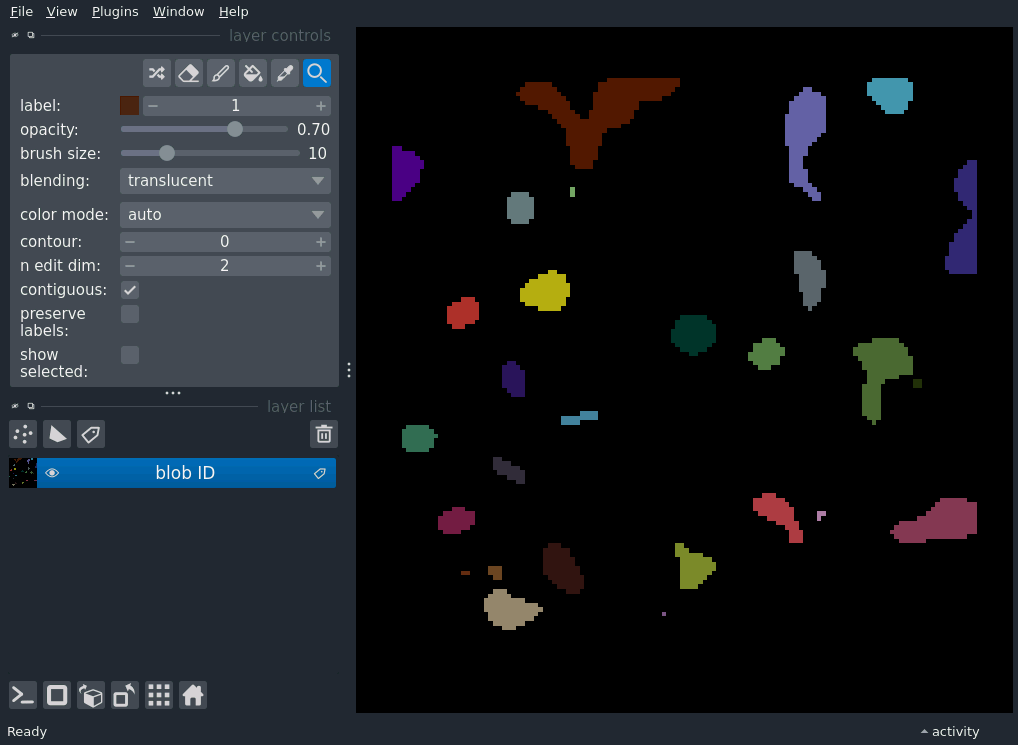 File View Plugins Window Help
layer controls
label: 1
opacity: 0.70
brush size: 10
blending: translucent
color mode: auto
contour: 0
n edit dim: 2
contiguous:
preserve
labels:
show
selected:
layer list
blob ID
Ready activity